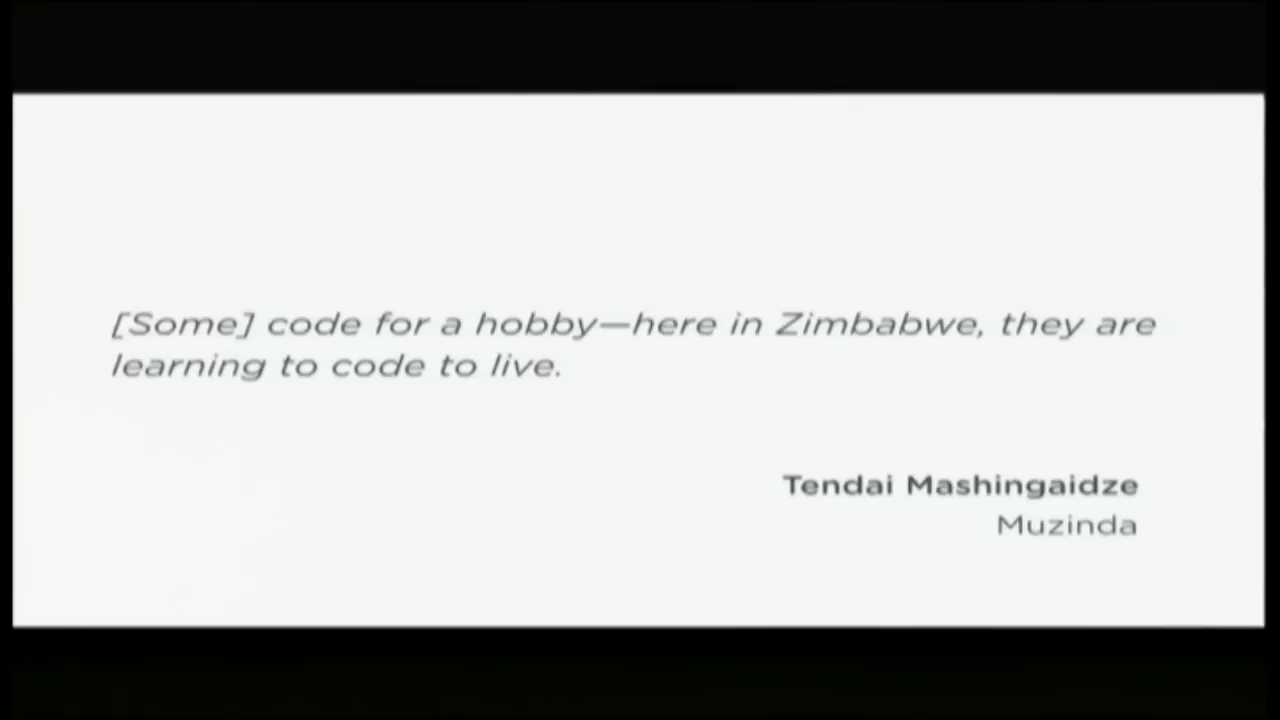 [Some] code for a hobby—here in Zimbabwe, they are
learning to code to live.
Tendai Mashingaidze
Muzinda